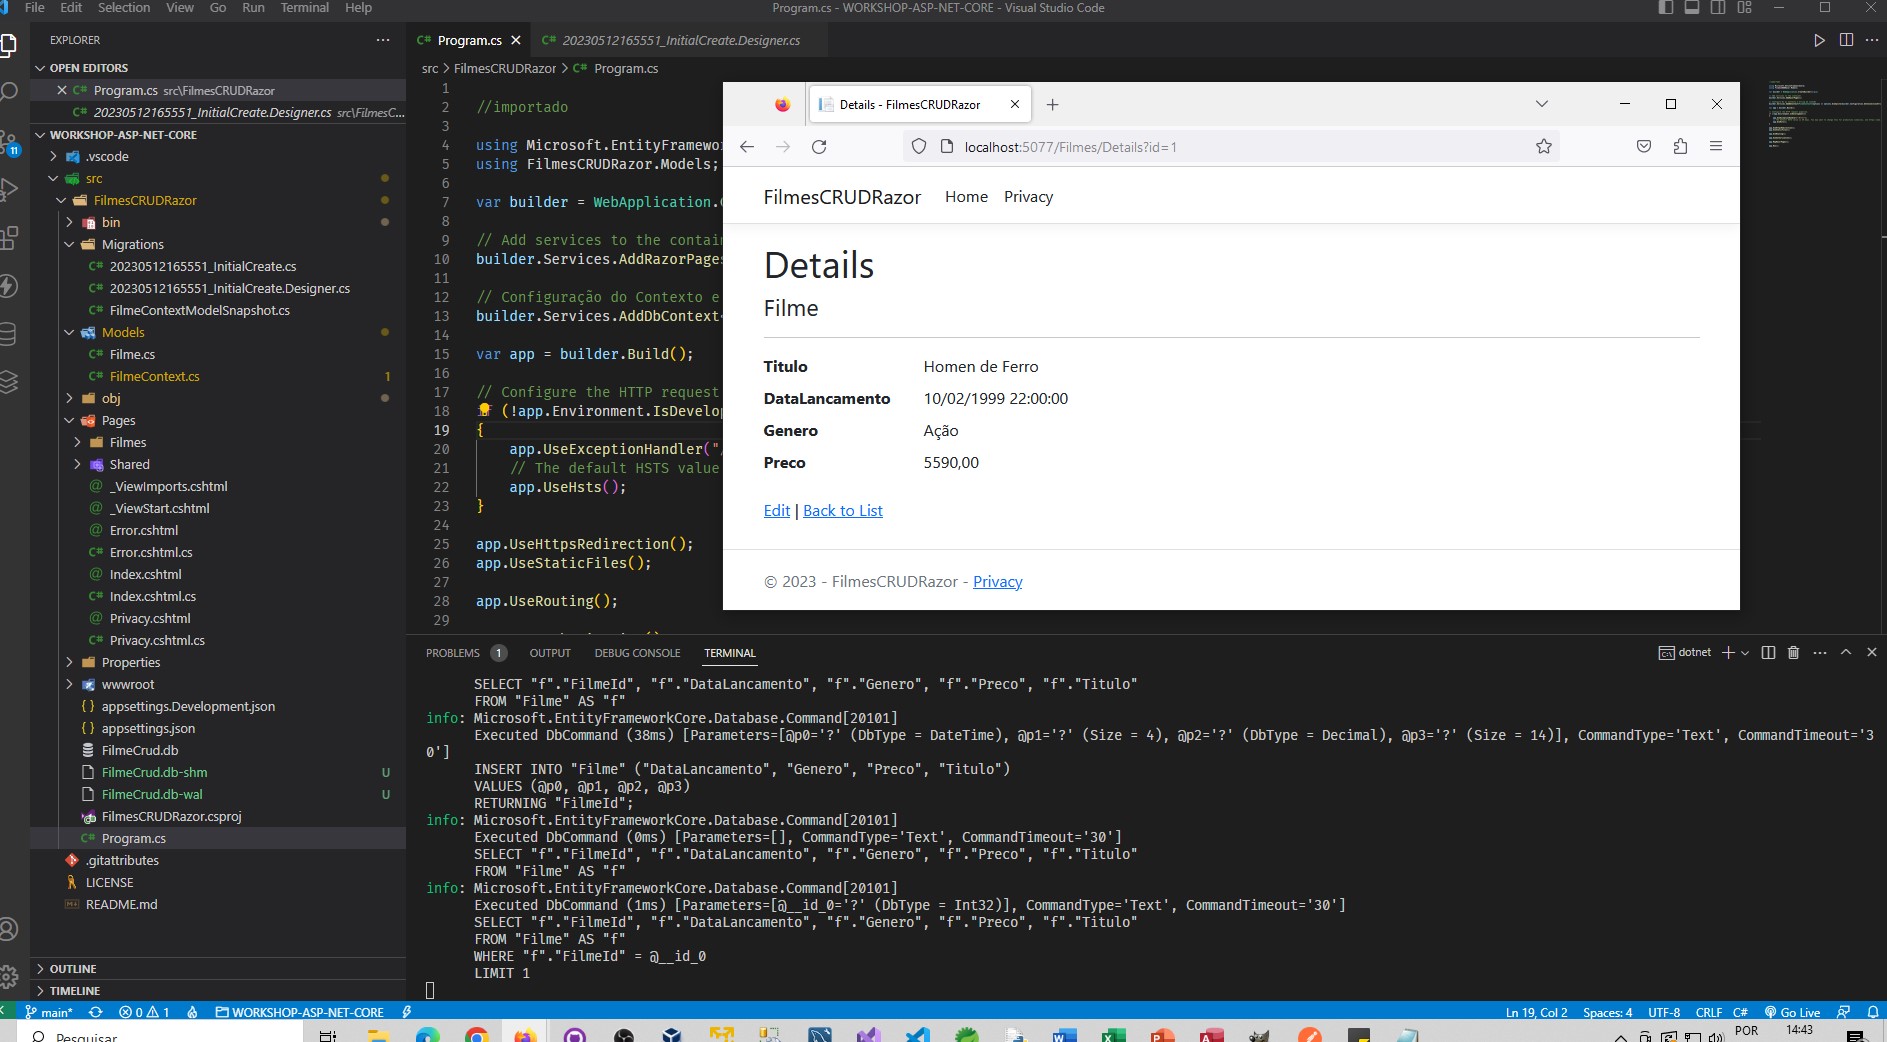 File Edit Selection View Go Run Terminal Help
Program.cs - WORKSHOP-ASP-NET-CORE - Visual Studio Code
EXPLORER
OPEN EDITORS
Program.cs src\FilmesCRUDRazor
20230512165551_InitialCreate.Designer.cs src\FilmesC...
WORKSHOP-ASP-NET-CORE
.vscode
src
FilmesCRUDRazor
bin
Migrations
20230512165551_InitialCreate.cs
20230512165551_InitialCreate.Designer.cs
FilmeContextModelSnapshot.cs
Models
Filme.cs
FilmeContext.cs 1
obj
Pages
Filmes
Shared
_ViewImports.cshtml
_ViewStart.cshtml
Error.cshtml
Error.cshtml.cs
Index.cshtml
Index.cshtml.cs
Privacy.cshtml
Privacy.cshtml.cs
Properties
wwwroot
appsettings.Development.json
appsettings.json
FilmeCrud.db
FilmeCrud.db-shm U
FilmeCrud.db-wal U
FilmesCRUDRazor.csproj
Program.cs
.gitattributes
LICENSE
README.md
OUTLINE
TIMELINE
11
Program.cs
20230512165551_InitialCreate.Designer.cs
src > FilmesCRUDRazor > Program.cs
1
2 //importado
3
4 using Microsoft.EntityFramewo
5 using FilmesCRUDRazor.Models;
6
7 var builder = WebApplication.
8
9 // Add services to the contain
10 builder.Services.AddRazorPages
11
12 // Configuração do Contexto e
13 builder.Services.AddDbContext
14
15 var app = builder.Build();
16
17 // Configure the HTTP request
18 if (!app.Environment.IsDevelop
19 {
20 app.UseExceptionHandler("
21 // The default HSTS value
22 app.UseHsts();
23 }
24
25 app.UseHttpsRedirection();
26 app.UseStaticFiles();
27
28 app.UseRouting();
29
Details - FilmesCRUDRazor
localhost:5077/Filmes/Details?id=1
FilmesCRUDRazor Home Privacy
Details
Filme
Titulo Homen de Ferro
DataLancamento 10/02/1999 22:00:00
Genero Ação
Preco 5590,00
Edit | Back to List
© 2023 - FilmesCRUDRazor - Privacy
PROBLEMS 1 OUTPUT DEBUG CONSOLE TERMINAL
dotnet
SELECT "f"."FilmeId", "f"."DataLancamento", "f"."Genero", "f"."Preco", "f"."Titulo"
FROM "Filme" AS "f"
info: Microsoft.EntityFrameworkCore.Database.Command[20101]
Executed DbCommand (38ms) [Parameters=[@p0='?' (DbType = DateTime), @p1='?' (Size = 4), @p2='?' (DbType = Decimal), @p3='?' (Size = 14)], CommandType='Text', CommandTimeout='3
0']
INSERT INTO "Filme" ("DataLancamento", "Genero", "Preco", "Titulo")
VALUES (@p0, @p1, @p2, @p3)
RETURNING "FilmeId";
info: Microsoft.EntityFrameworkCore.Database.Command[20101]
Executed DbCommand (0ms) [Parameters=[], CommandType='Text', CommandTimeout='30']
SELECT "f"."FilmeId", "f"."DataLancamento", "f"."Genero", "f"."Preco", "f"."Titulo"
FROM "Filme" AS "f"
info: Microsoft.EntityFrameworkCore.Database.Command[20101]
Executed DbCommand (1ms) [Parameters=[@__id_0='?' (DbType = Int32)], CommandType='Text', CommandTimeout='30']
SELECT "f"."FilmeId", "f"."DataLancamento", "f"."Genero", "f"."Preco", "f"."Titulo"
FROM "Filme" AS "f"
WHERE "f"."FilmeId" = @__id_0
LIMIT 1
main* 0 1 WORKSHOP-ASP-NET-CORE
Ln 19, Col 2 Spaces: 4 UTF-8 CRLF C# Go Live
Pesquisar
POR 14:43